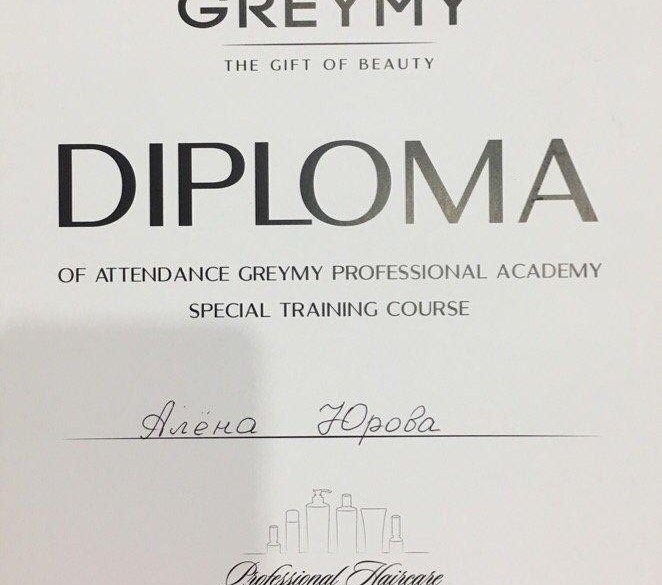 GREYMY
THE GIFT OF BEAUTY
DIPLOMA
OF ATTENDANCE GREYMY PROFESSIONAL ACADEMY
SPECIAL TRAINING COURSE
Алёна Юрова
Professional Haircare